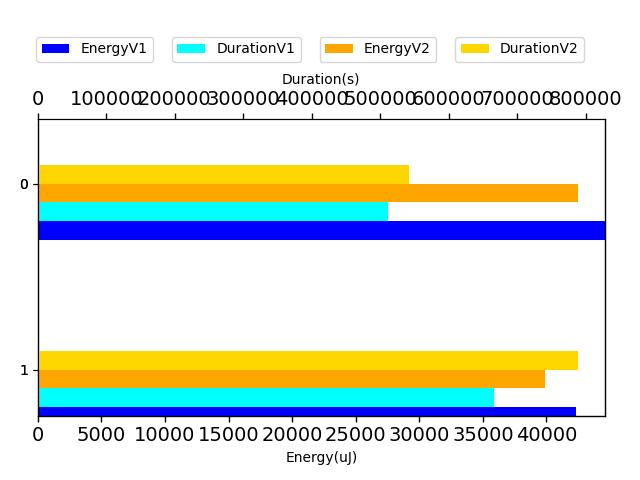 EnergyV1 DurationV1 EnergyV2 DurationV2
Duration(s)
0 100000 200000 300000 400000 500000 600000 700000 800000
0
1
0 5000 10000 15000 20000 25000 30000 35000 40000
Energy(uJ)